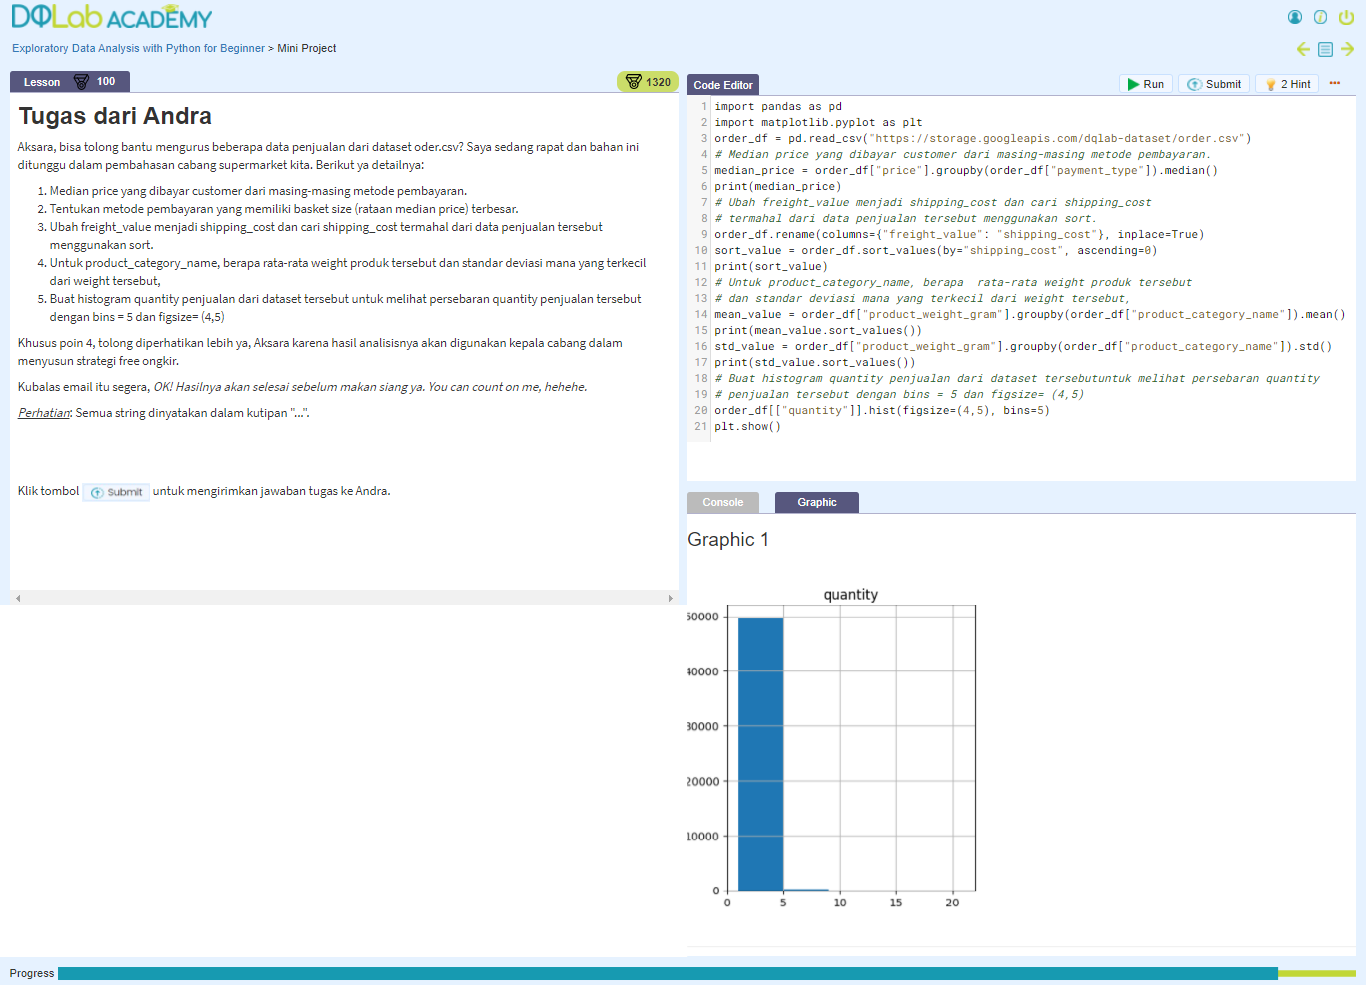 DQLab ACADEMY
Exploratory Data Analysis with Python for Beginner > Mini Project
Lesson 100
1320
Tugas dari Andra
Aksara, bisa tolong bantu mengurus beberapa data penjualan dari dataset oder.csv? Saya sedang rapat dan bahan ini
ditunggu dalam pembahasan cabang supermarket kita. Berikut ya detailnya:
1. Median price yang dibayar customer dari masing-masing metode pembayaran.
2. Tentukan metode pembayaran yang memiliki basket size (rataan median price) terbesar.
3. Ubah freight_value menjadi shipping_cost dan cari shipping_cost termahal dari data penjualan tersebut
menggunakan sort.
4. Untuk product_category_name, berapa rata-rata weight produk tersebut dan standar deviasi mana yang terkecil
dari weight tersebut,
5. Buat histogram quantity penjualan dari dataset tersebut untuk melihat persebaran quantity penjualan tersebut
dengan bins = 5 dan figsize= (4,5)
Khusus poin 4, tolong diperhatikan lebih ya, Aksara karena hasil analisisnya akan digunakan kepala cabang dalam
menyusun strategi free ongkir.
Kubalas email itu segera, OK! Hasilnya akan selesai sebelum makan siang ya. You can count on me, hehehe.
Perhatian: Semua string dinyatakan dalam kutipan "...".
Klik tombol Submit untuk mengirimkan jawaban tugas ke Andra.
Code Editor
Run
Submit
2 Hint
1 import pandas as pd
2 import matplotlib.pyplot as plt
3 order_df = pd.read_csv("https://storage.googleapis.com/dqlab-dataset/order.csv")
4 # Median price yang dibayar customer dari masing-masing metode pembayaran.
5 median_price = order_df["price"].groupby(order_df["payment_type"]).median()
6 print(median_price)
7 # Ubah freight_value menjadi shipping_cost dan cari shipping_cost
8 # termahal dari data penjualan tersebut menggunakan sort.
9 order_df.rename(columns={"freight_value": "shipping_cost"}, inplace=True)
10 sort_value = order_df.sort_values(by="shipping_cost", ascending=0)
11 print(sort_value)
12 # Untuk product_category_name, berapa  rata-rata weight produk tersebut
13 # dan standar deviasi mana yang terkecil dari weight tersebut,
14 mean_value = order_df["product_weight_gram"].groupby(order_df["product_category_name"]).mean()
15 print(mean_value.sort_values())
16 std_value = order_df["product_weight_gram"].groupby(order_df["product_category_name"]).std()
17 print(std_value.sort_values())
18 # Buat histogram quantity penjualan dari dataset tersebutuntuk melihat persebaran quantity
19 # penjualan tersebut dengan bins = 5 dan figsize= (4,5)
20 order_df[["quantity"]].hist(figsize=(4,5), bins=5)
21 plt.show()
Console
Graphic
Graphic 1
quantity
50000
40000
30000
20000
10000
0
0 5 10 15 20
Progress